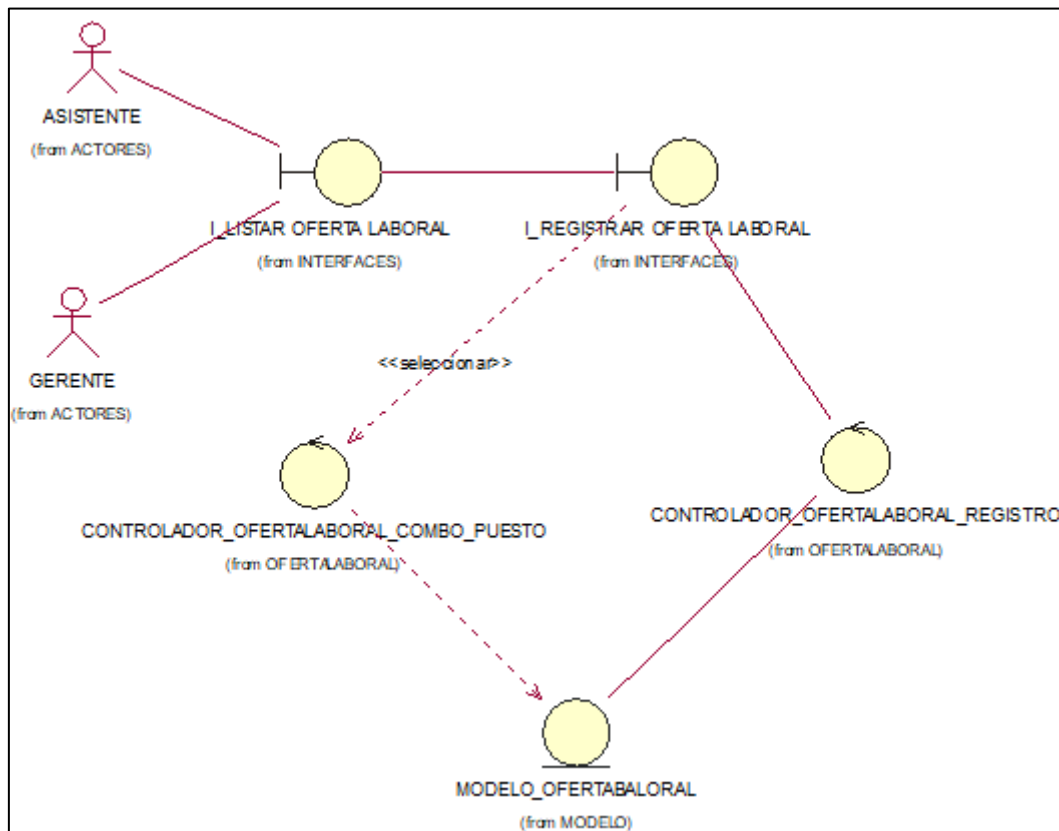 ASISTENTE
(from ACTORES)
I_LISTAR OFERTA LABORAL
(from INTERFACES)
I_REGISTRAR OFERTA LABORAL
(from INTERFACES)
GERENTE
(from ACTORES)
<<seleccionar>>
CONTROLADOR_OFERTALABORAL_COMBO_PUESTO
(from OFERTALABORAL)
CONTROLADOR_OFERTALABORAL_REGISTRO
(from OFERTALABORAL)
MODELO_OFERTABALORAL
(from MODELO)